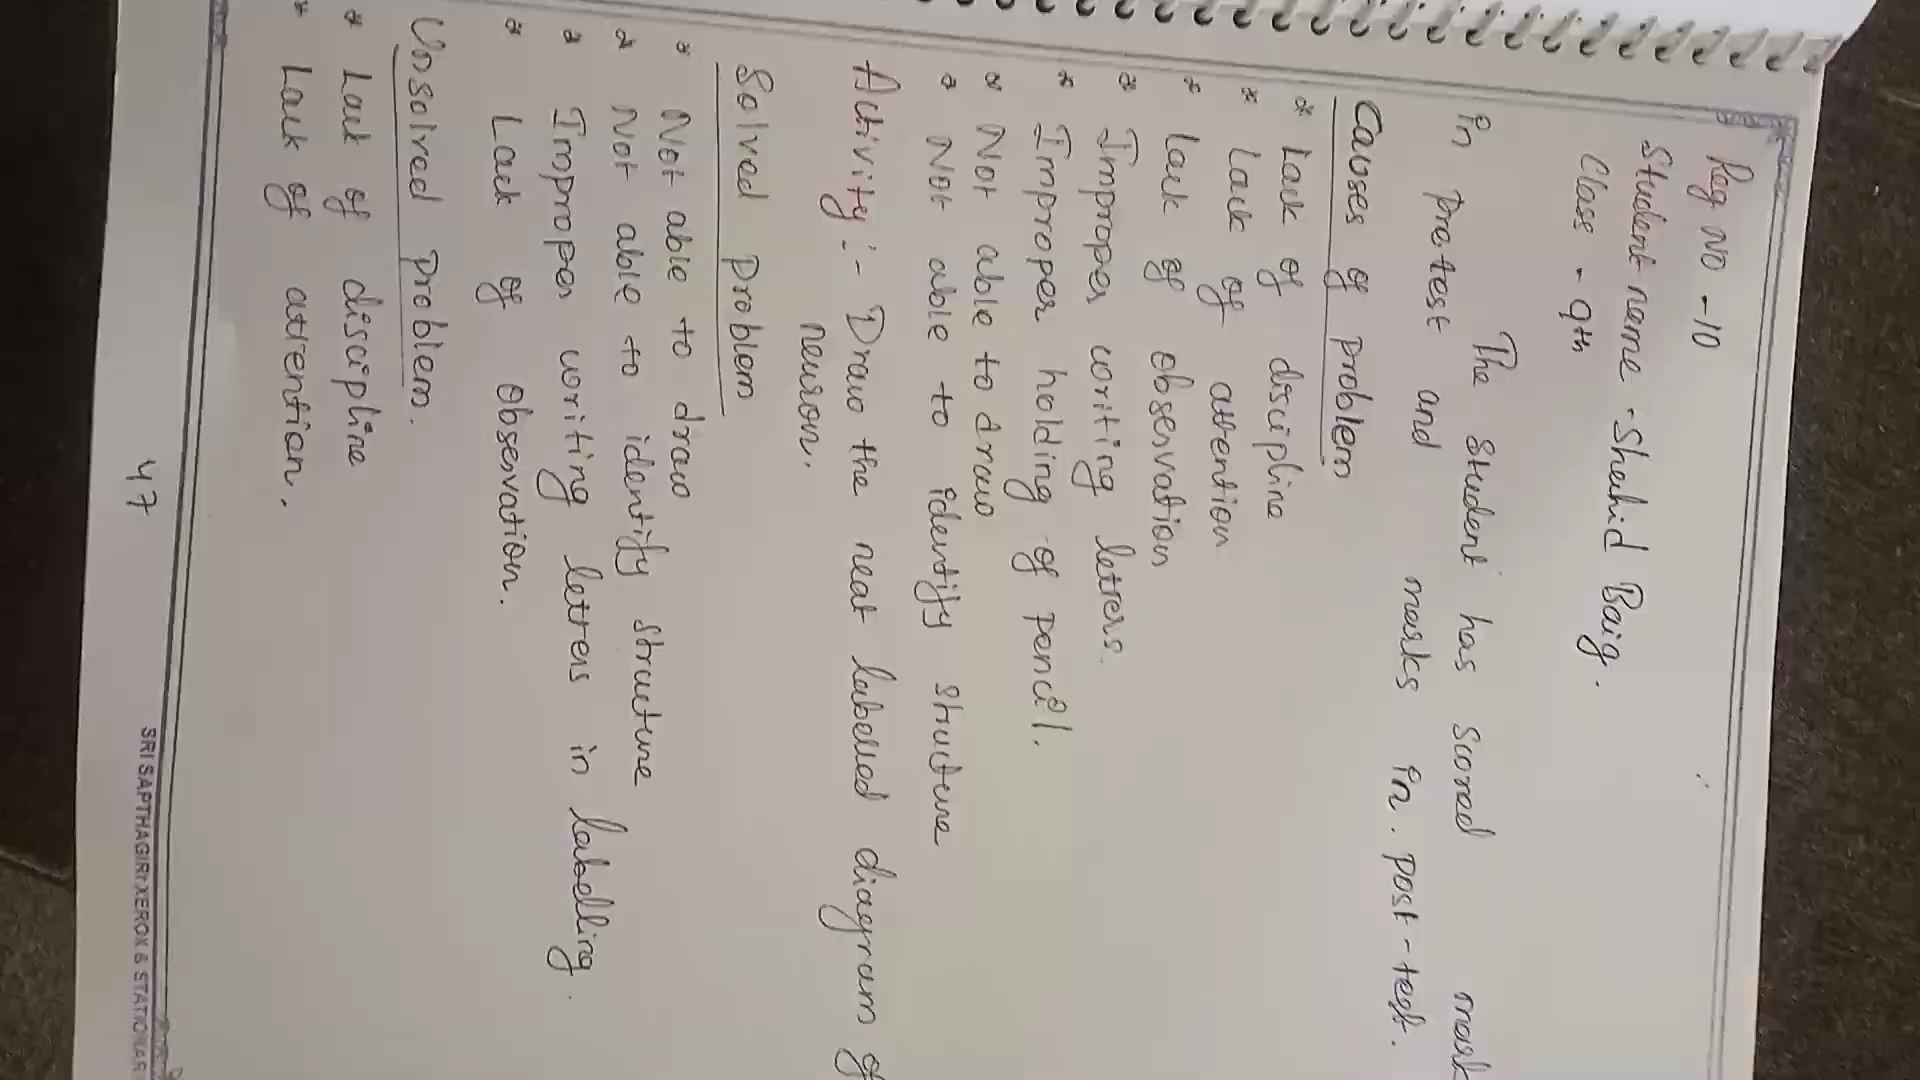 Reg NO - 10
Student name - Shahid Baig.
Class - 9th
The student has scored mark
in pretest and marks in. post - test.
Causes of problem
* Lack of discipline
* Lack of attention
* Lack of observation
* Improper writing letters.
* Improper holding of pencil.
* Not able to draw
* Not able to identify structure
Activity :- Draw the neat labelled diagram of
neuron.
Solved problem
* Not able to draw
* Not able to identify structure
* Improper writing letters in labelling.
* Lack of observation.
Unsolved problem.
* Lack of discipline
* Lack of attention.
47
SRI SAPTHAGIRI XEROX & STATIONAR